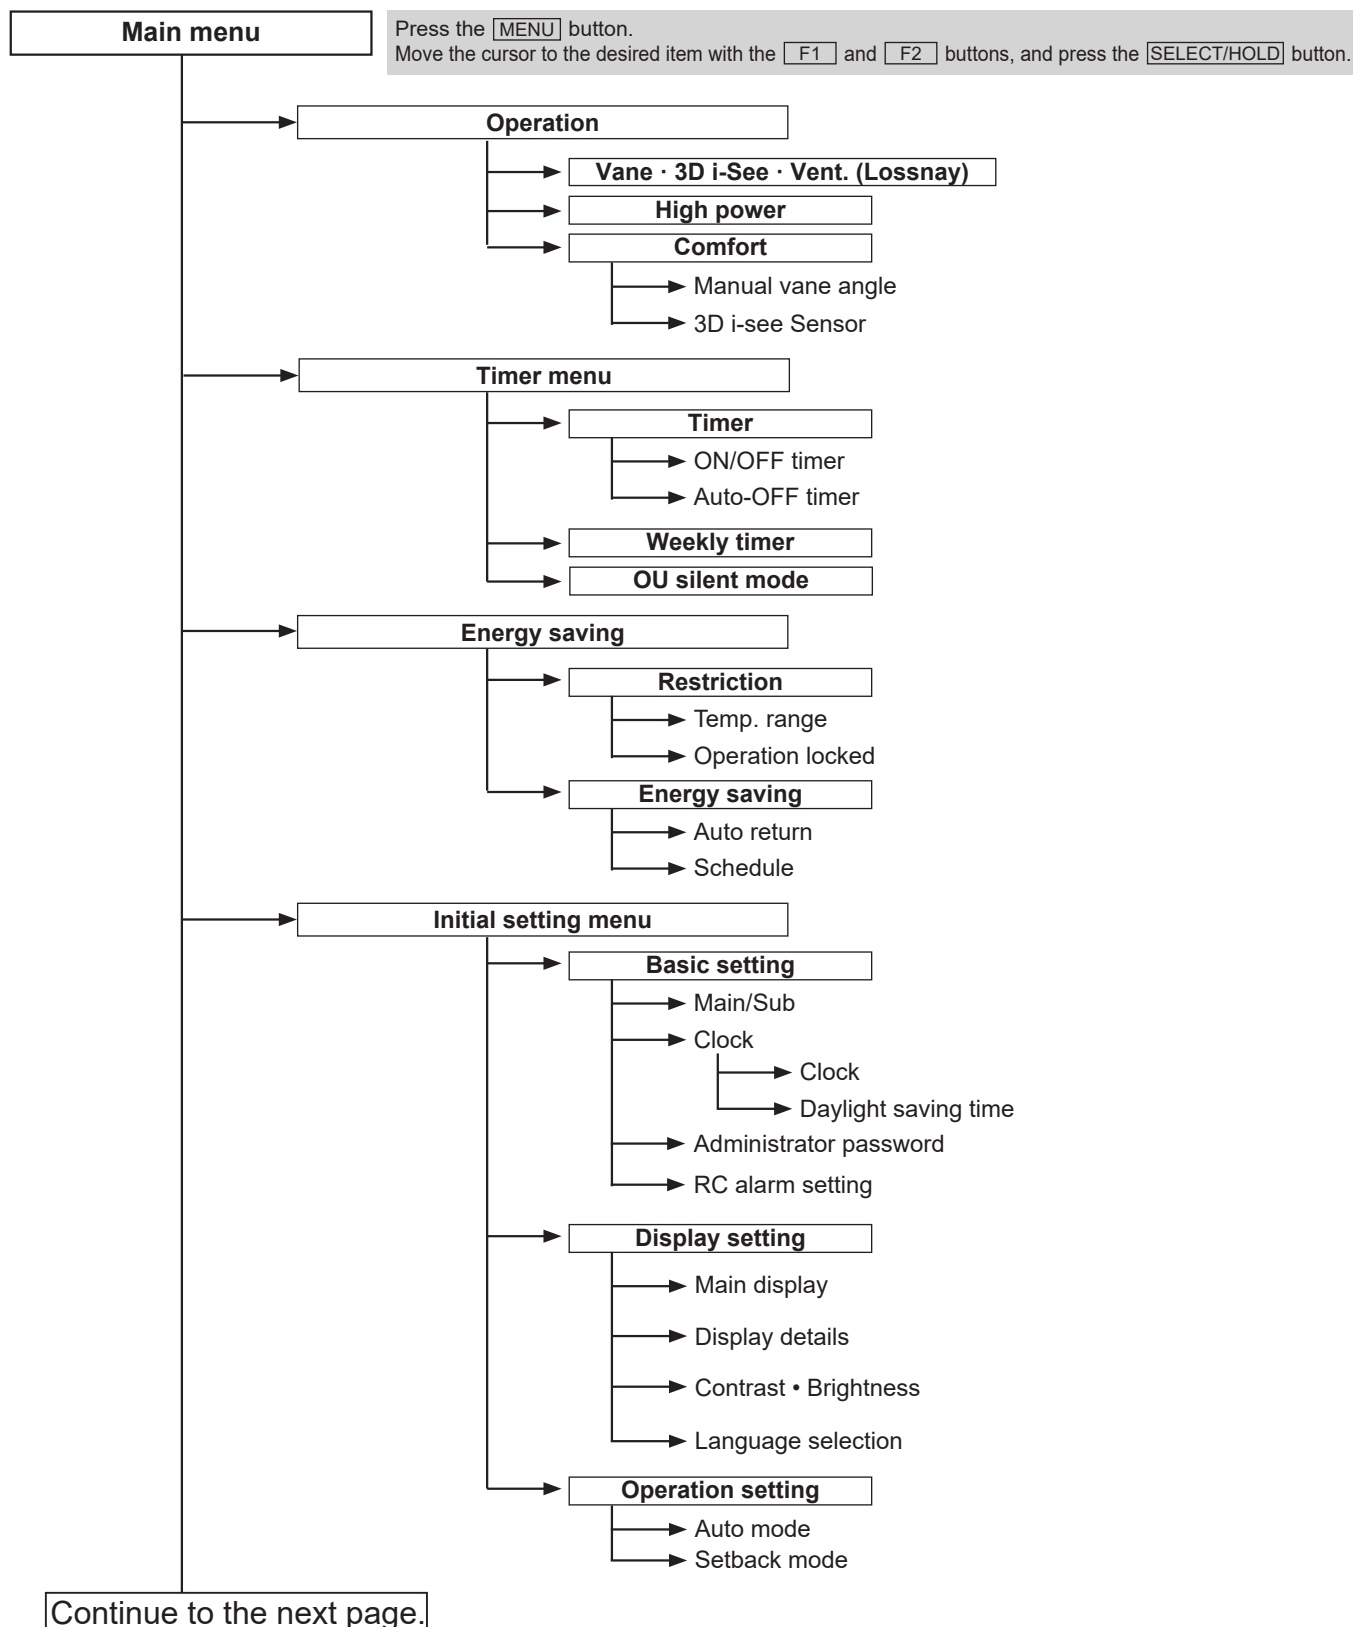 Main menu
Press the MENU button.
Move the cursor to the desired item with the F1 and F2 buttons, and press the SELECT/HOLD button.
Operation
Vane · 3D i-See · Vent. (Lossnay)
High power
Comfort
Manual vane angle
3D i-see Sensor
Timer menu
Timer
ON/OFF timer
Auto-OFF timer
Weekly timer
OU silent mode
Energy saving
Restriction
Temp. range
Operation locked
Energy saving
Auto return
Schedule
Initial setting menu
Basic setting
Main/Sub
Clock
Clock
Daylight saving time
Administrator password
RC alarm setting
Display setting
Main display
Display details
Contrast • Brightness
Language selection
Operation setting
Auto mode
Setback mode
Continue to the next page.